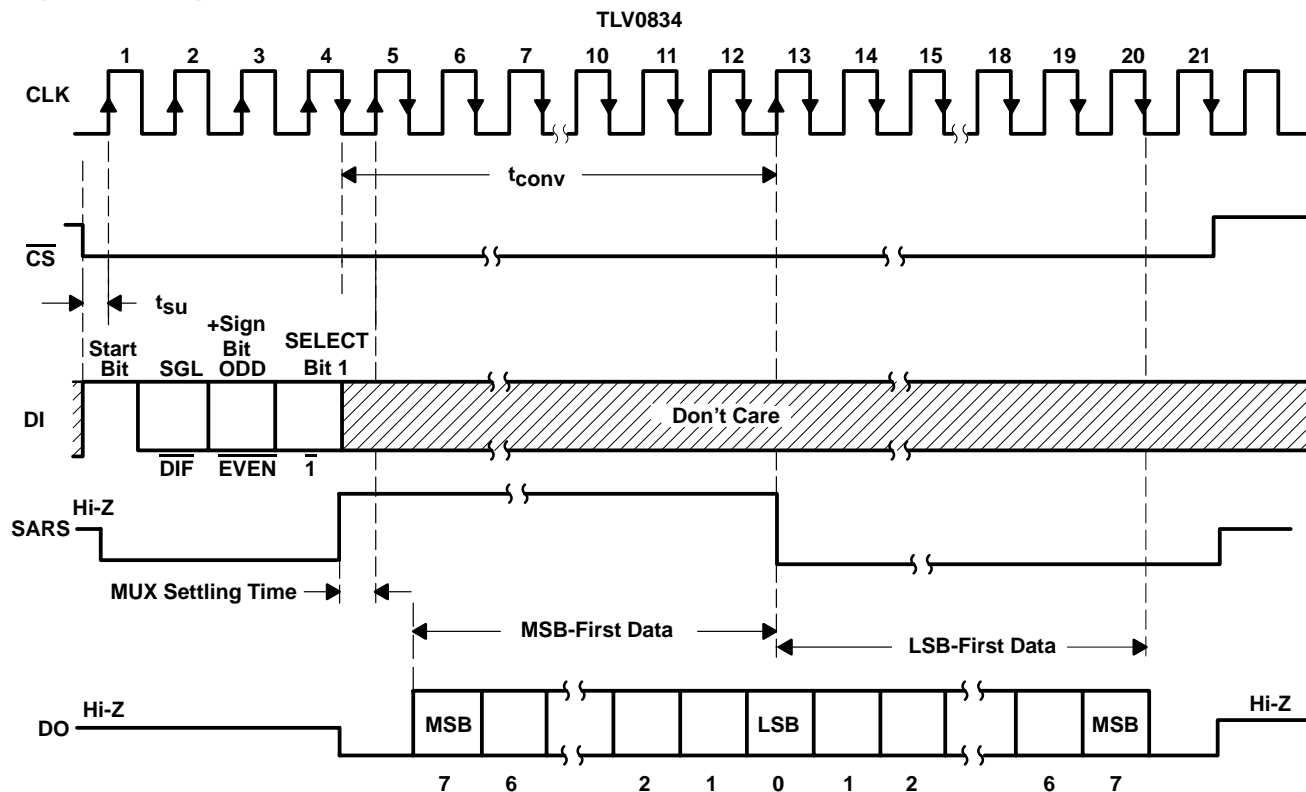 TLV0834
1 2 3 4 5 6 7 10 11 12 13 14 15 18 19 20 21
CLK
tconv
CS
tsu
Start Bit
SGL
+Sign Bit ODD
SELECT Bit 1
DI
Don't Care
DIF
EVEN
1
Hi-Z
SARS
MUX Settling Time
MSB-First Data
LSB-First Data
Hi-Z
Hi-Z
DO
MSB
LSB
MSB
7 6 2 1 0 1 2 6 7